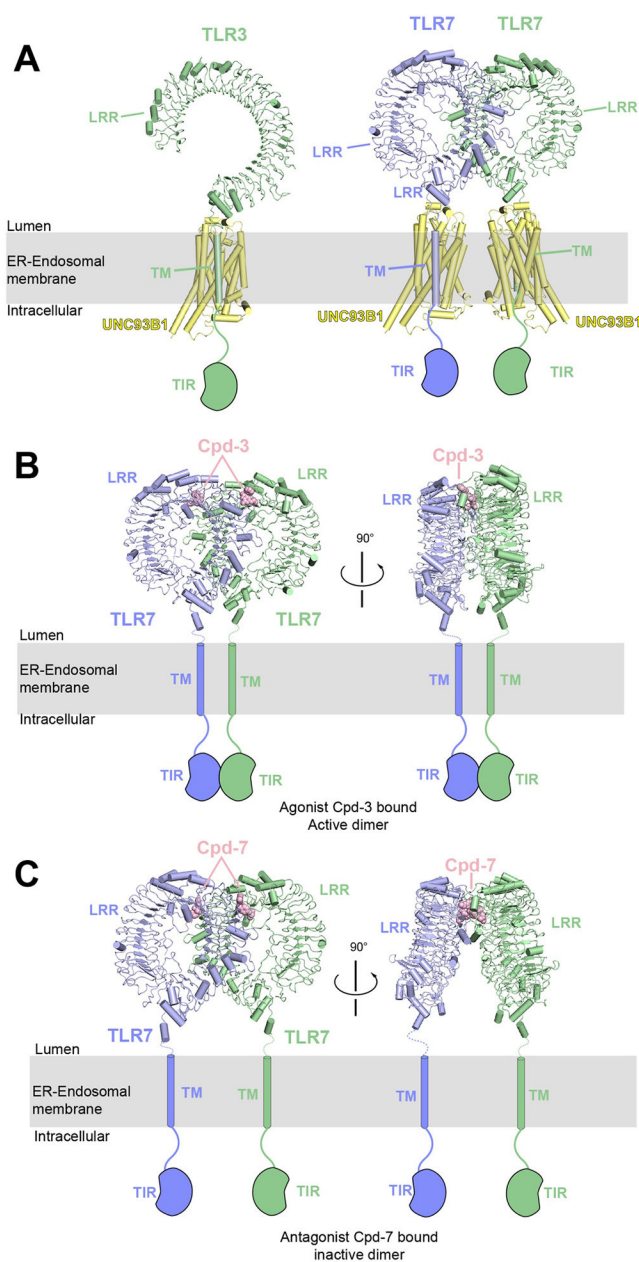 A
TLR3
TLR7
TLR7
LRR
LRR
LRR
LRR
Lumen
ER-Endosomal
membrane
TM
TM
TM
Intracellular
UNC93B1
UNC93B1
UNC93B1
TIR
TIR
TIR
B
Cpd-3
Cpd-3
LRR
LRR
LRR
LRR
90°
TLR7
TLR7
Lumen
ER-Endosomal
membrane
TM
TM
TM
TM
Intracellular
TIR
TIR
TIR
TIR
Agonist Cpd-3 bound
Active dimer
C
Cpd-7
Cpd-7
LRR
LRR
LRR
LRR
90°
TLR7
TLR7
Lumen
ER-Endosomal
membrane
TM
TM
TM
TM
Intracellular
TIR
TIR
TIR
TIR
Antagonist Cpd-7 bound
inactive dimer